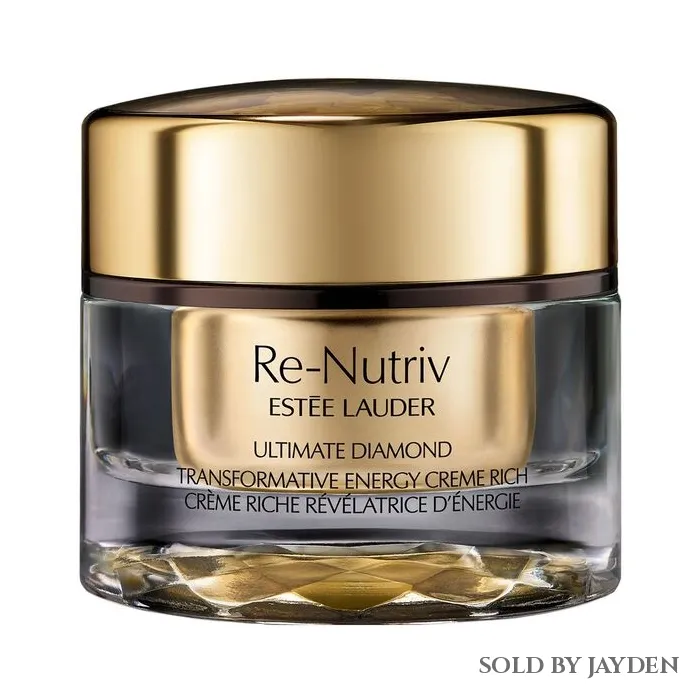 Re-Nutriv
ESTĒE LAUDER
ULTIMATE DIAMOND
TRANSFORMATIVE ENERGY CREME RICH
CRÈME RICHE RÉVÉLATRICE D'ÉNERGIE
SOLD BY JAYDEN